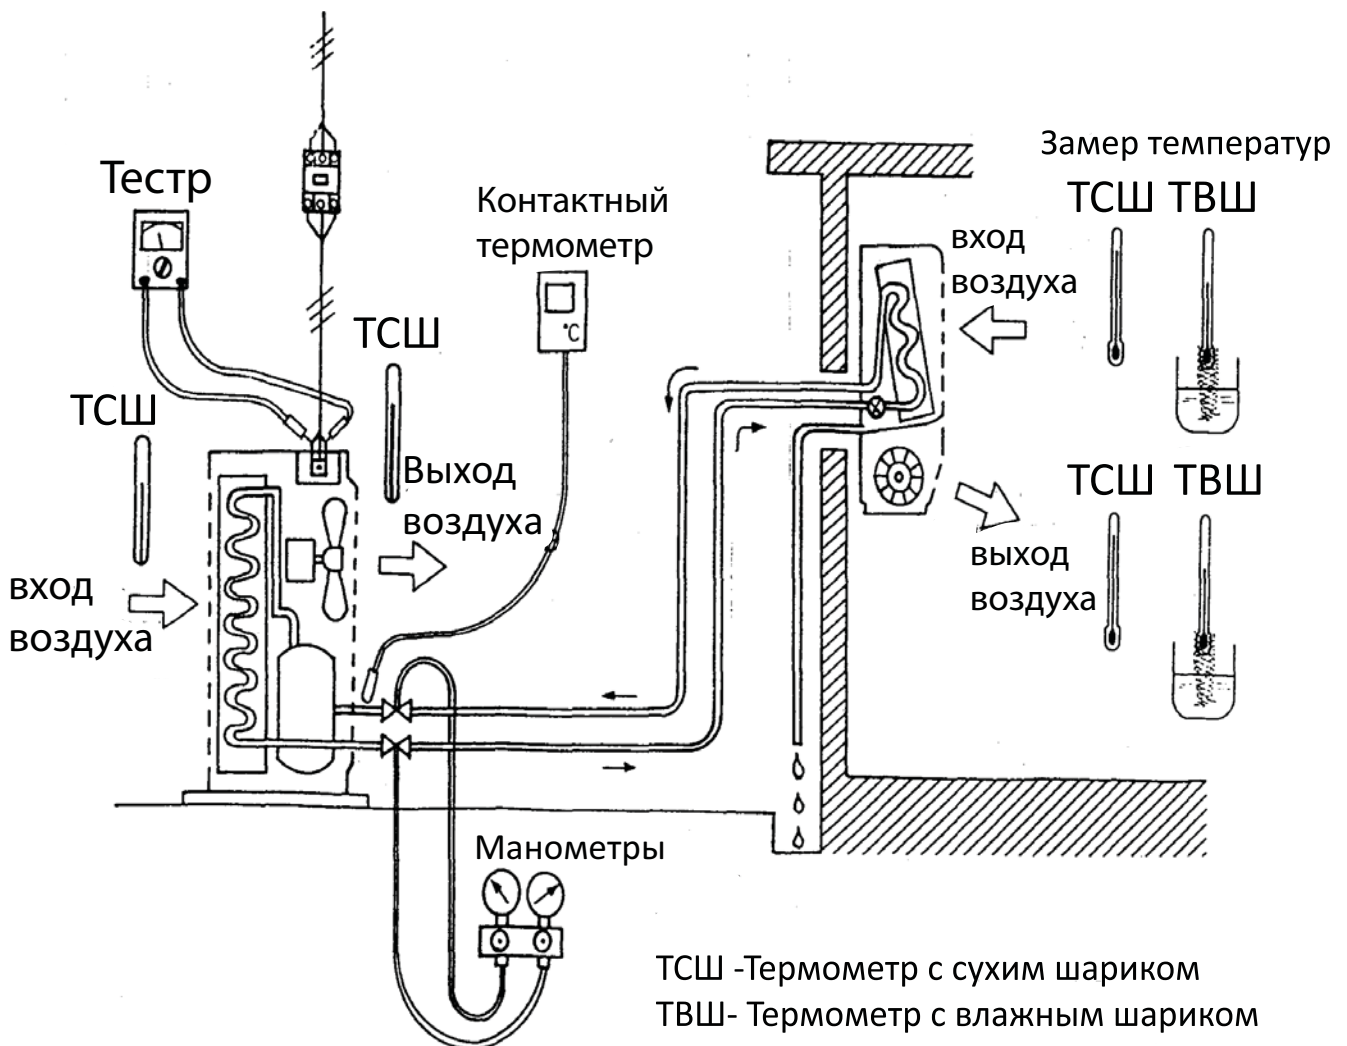 Замер температур
Тестр
ТСШ ТВШ
Контактный
термометр
вход
воздуха
ТСШ
°C
ТСШ
Выход
воздуха
ТСШ ТВШ
выход
воздуха
вход
воздуха
Манометры
ТСШ -Термометр с сухим шариком
ТВШ- Термометр с влажным шариком